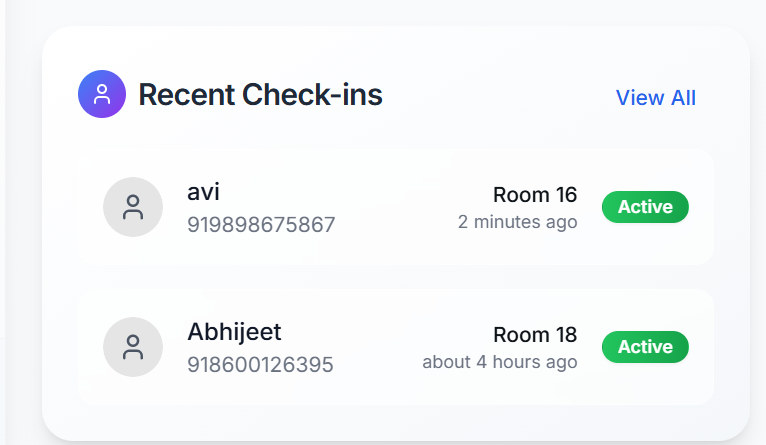 Recent Check-ins
View All
avi
919898675867
Room 16
2 minutes ago
Active
Abhijeet
918600126395
Room 18
about 4 hours ago
Active